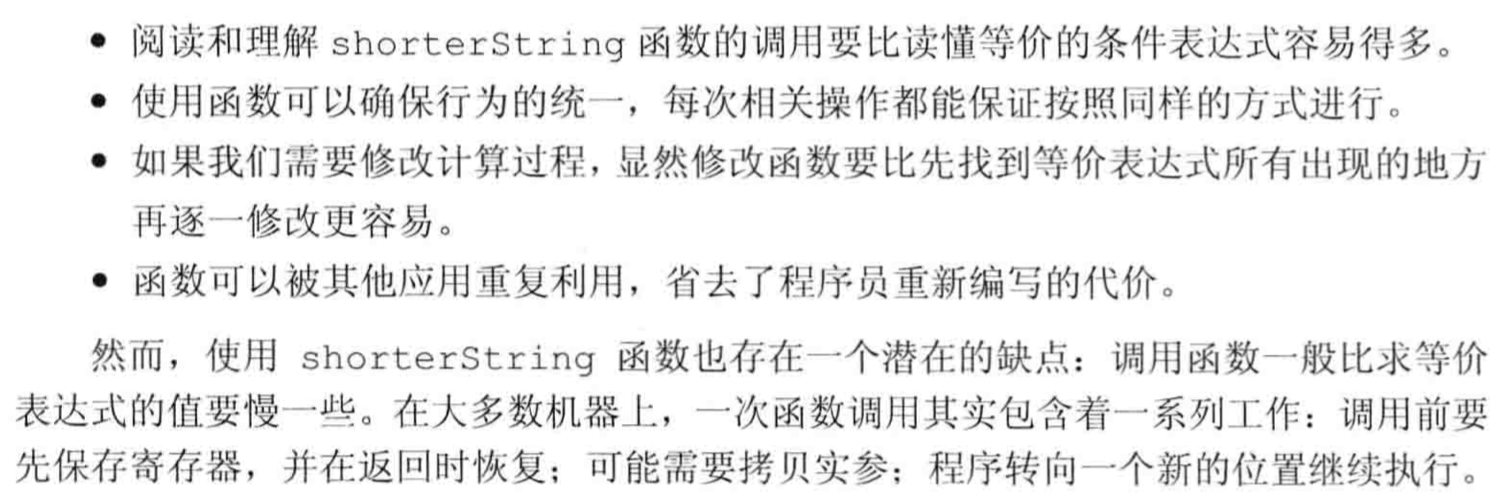 • 阅读和理解 shorterString 函数的调用要比读懂等价的条件表达式容易得多。
• 使用函数可以确保行为的统一，每次相关操作都能保证按照同样的方式进行。
• 如果我们需要修改计算过程，显然修改函数要比先找到等价表达式所有出现的地方
再逐一修改更容易。
• 函数可以被其他应用重复利用，省去了程序员重新编写的代价。
然而，使用 shorterString 函数也存在一个潜在的缺点：调用函数一般比求等价
表达式的值要慢一些。在大多数机器上，一次函数调用其实包含着一系列工作：调用前要
先保存寄存器，并在返回时恢复；可能需要拷贝实参；程序转向一个新的位置继续执行。